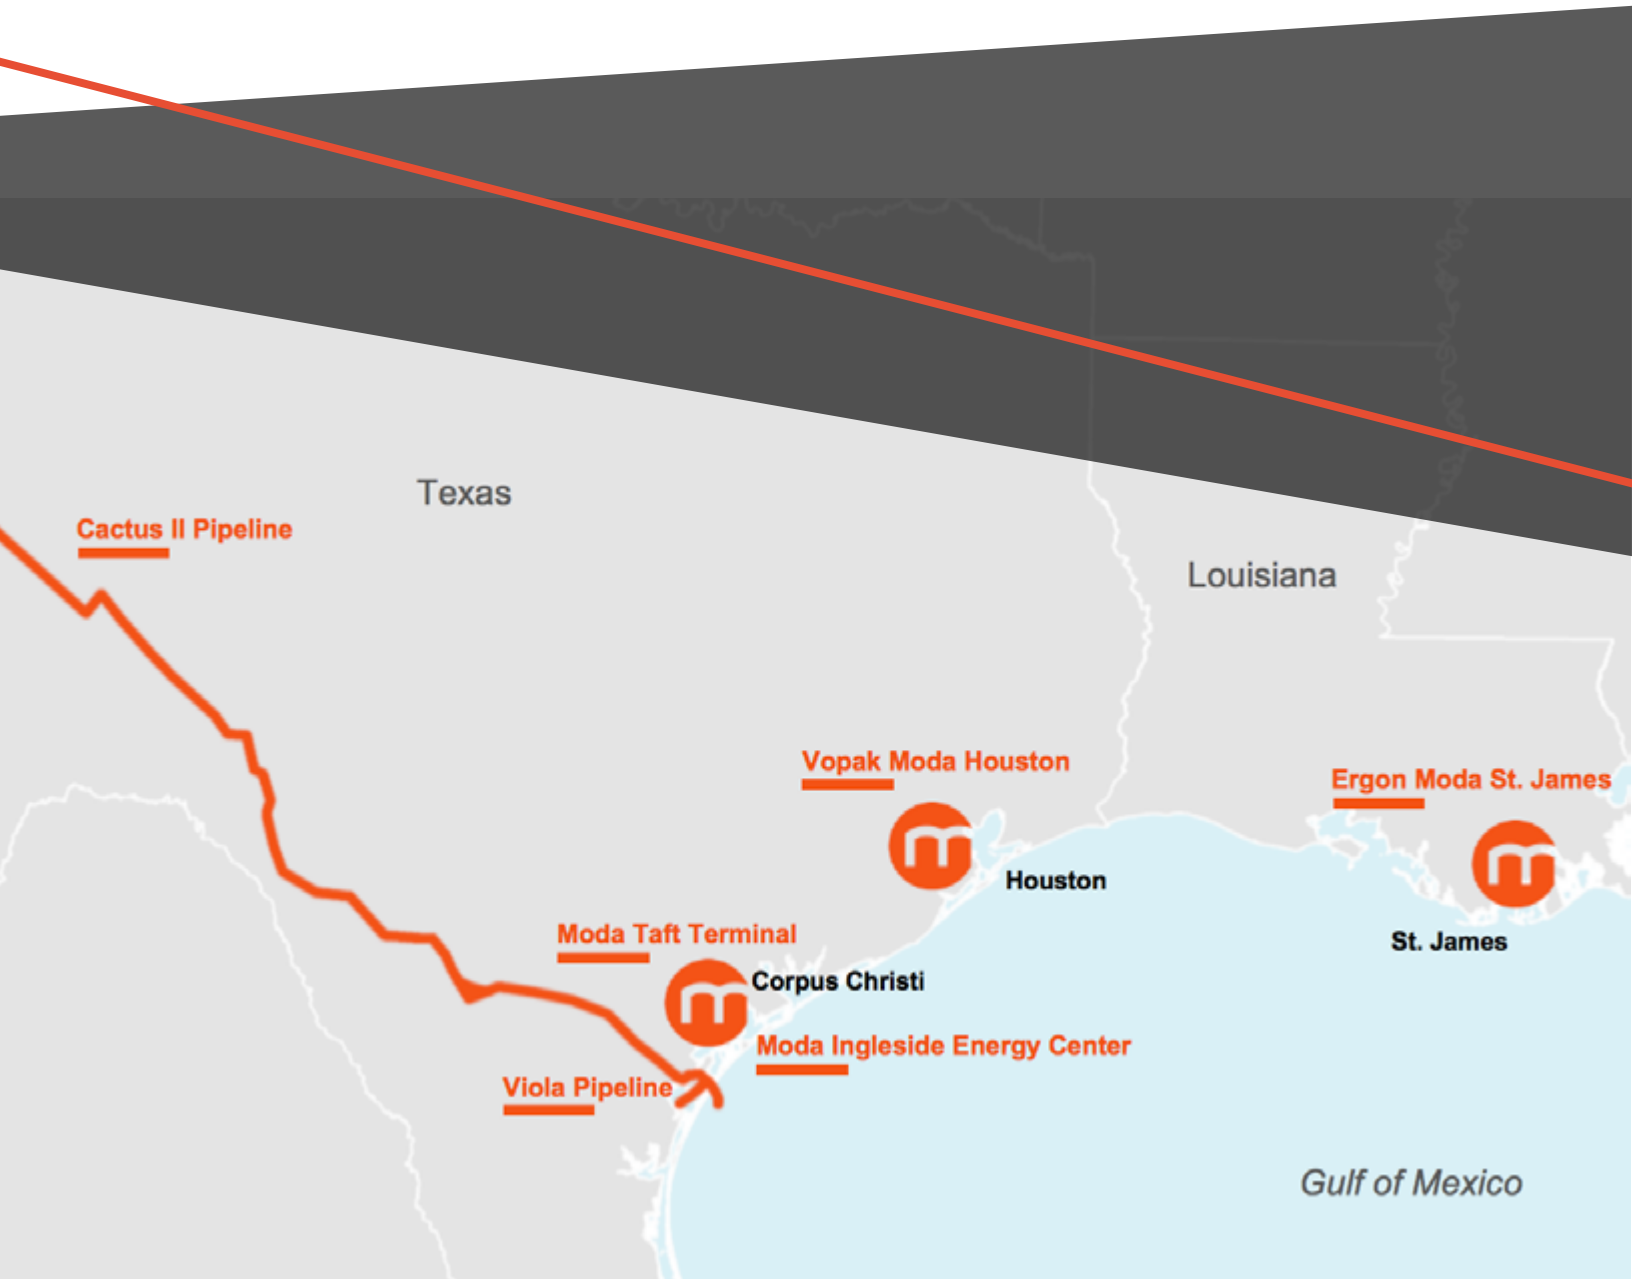 Texas
Cactus II Pipeline
Louisiana
Vopak Moda Houston
Ergon Moda St. James
m
m
Houston
Moda Taft Terminal
St. James
m
Corpus Christi
Moda Ingleside Energy Center
Viola Pipeline
Gulf of Mexico